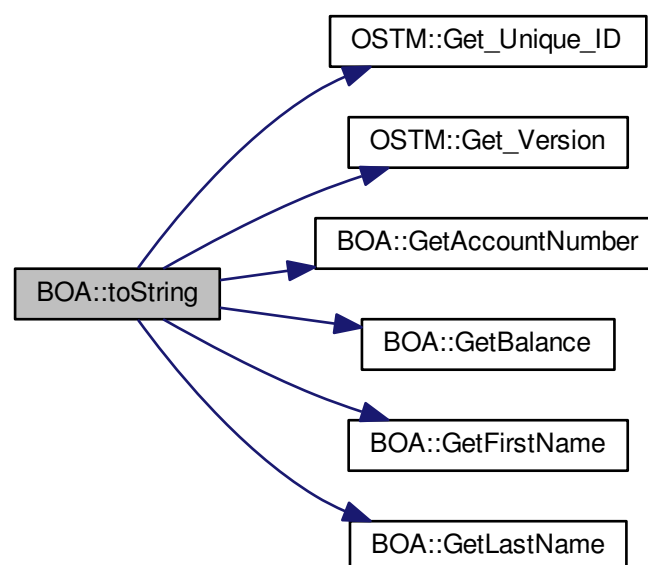 OSTM::Get_Unique_ID
OSTM::Get_Version
BOA::GetAccountNumber
BOA::toString
BOA::GetBalance
BOA::GetFirstName
BOA::GetLastName